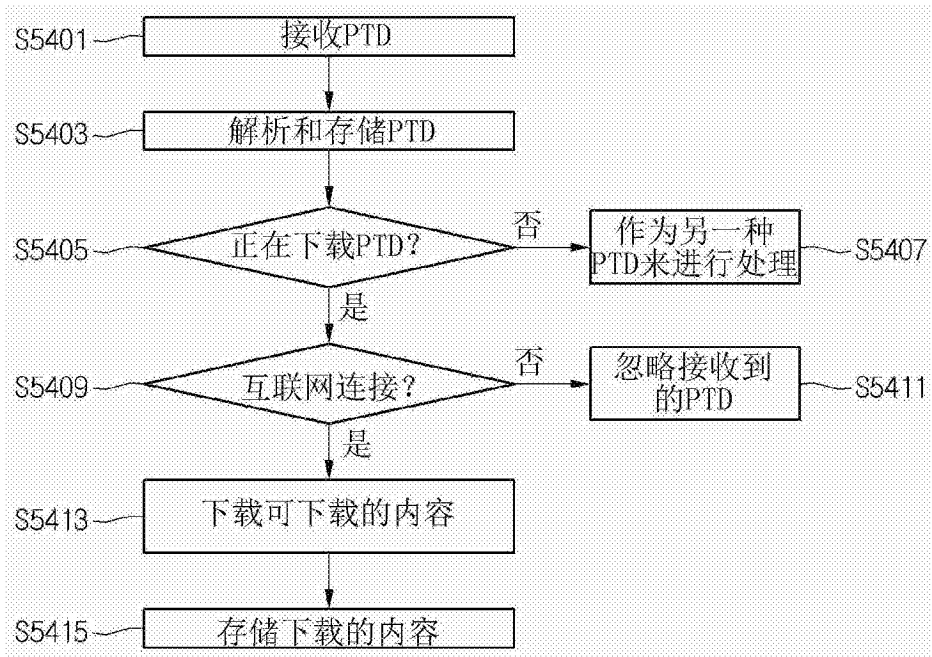 S5401
接收PTD
S5403
解析和存储PTD
S5405
正在下载PTD?
否
作为另一种
PTD来进行处理
S5407
是
S5409
互联网连接?
否
忽略接收到
的PTD
S5411
是
S5413
下载可下载的内容
S5415
存储下载的内容